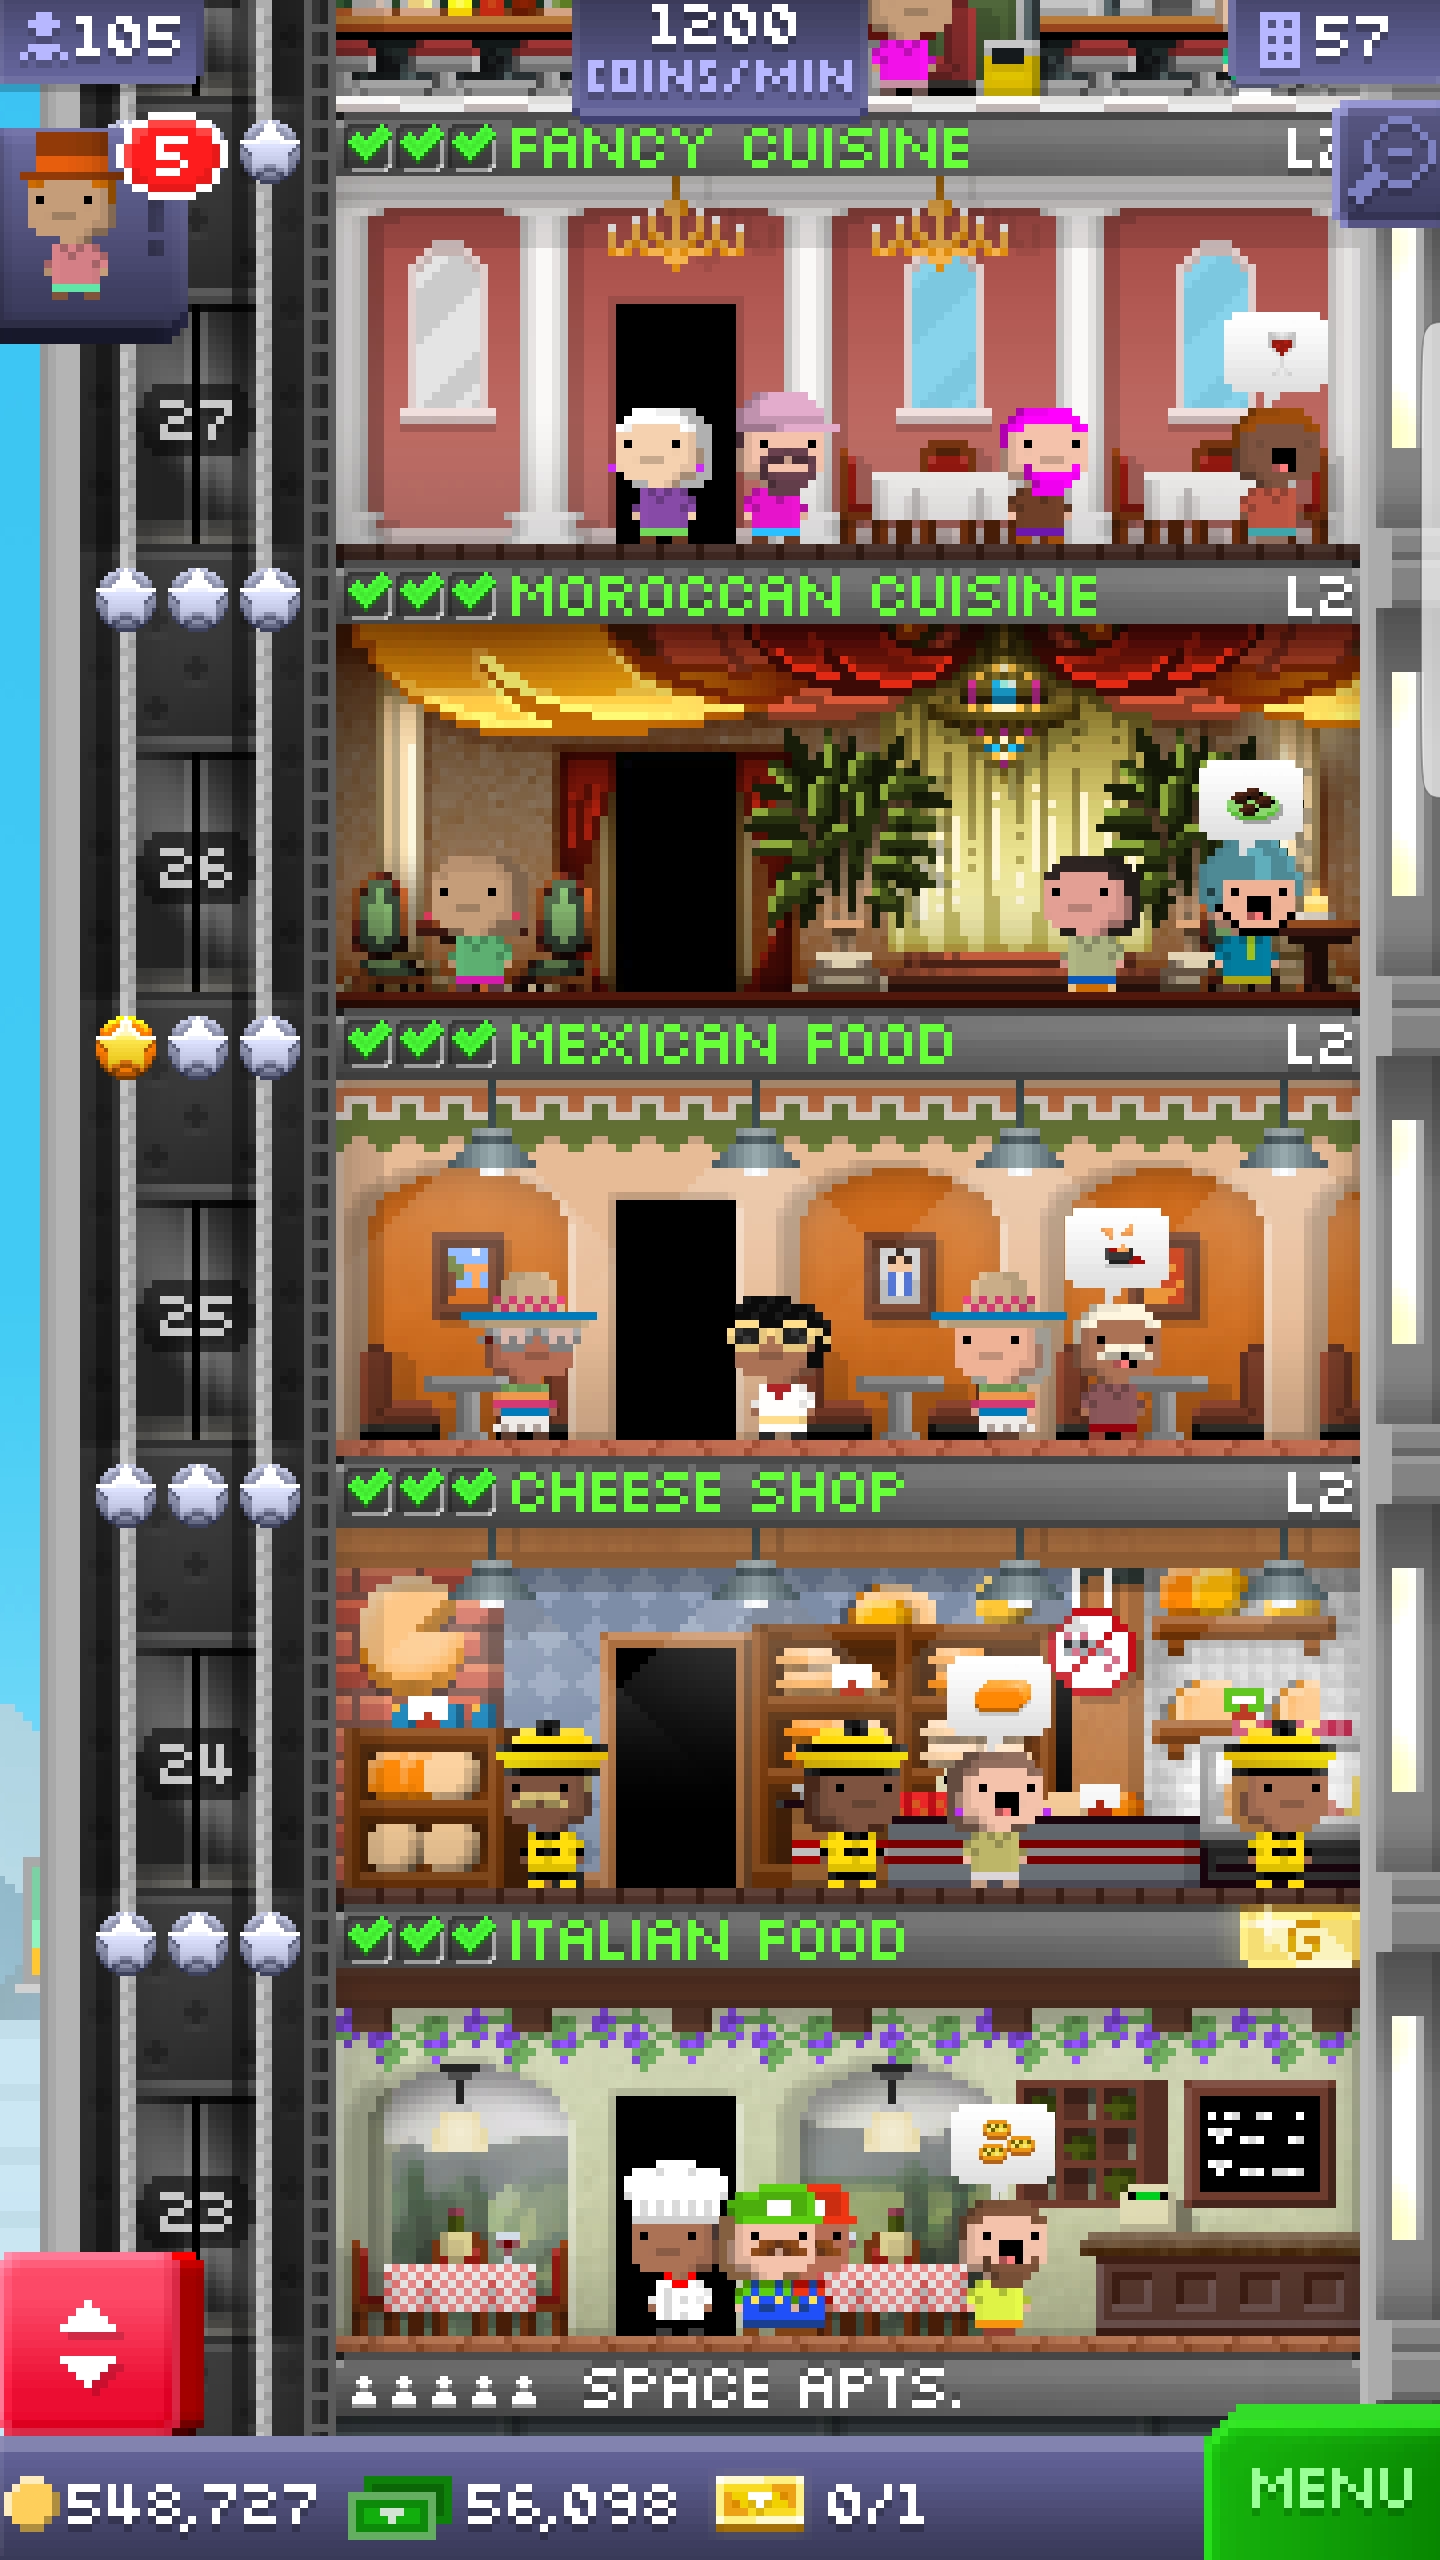 105
1200
COINS/MIN
57
5
FANCY CUISINE
27
MOROCCAN CUISINE L2
26
MEXICAN FOOD L2
25
CHEESE SHOP L2
24
ITALIAN FOOD G
23
SPACE APTS.
548,727 56,098 0/1
MENU